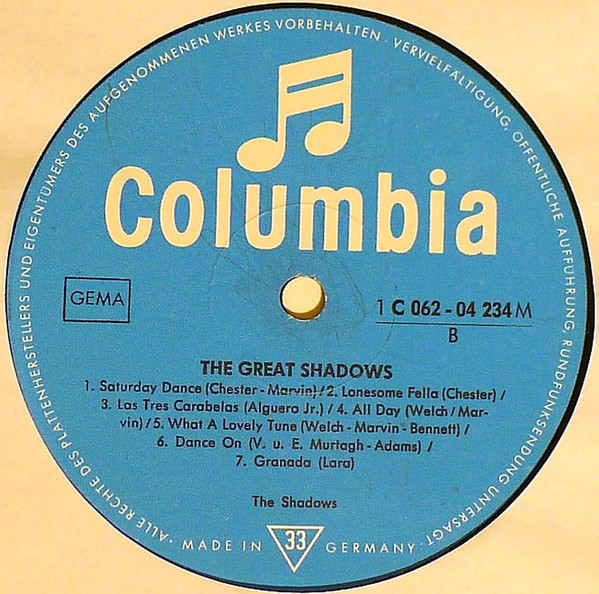 ALLE RECHTE DES PLATTENHERSTELLERS UND EIGENTÜMERS DES AUFGENOMMENEN WERKES VORBEHALTEN · VERVIELFÄLTIGUNG, ÖFFENTLICHE AUFFÜHRUNG, RUNDFUNKSENDUNG UNTERSAGT ·
Columbia
GEMA
1 C 062 - 04 234 M
B
THE GREAT SHADOWS
1. Saturday Dance (Chester - Marvin) / 2. Lonesome Fella (Chester) /
3. Las Tres Carabelas (Alguero Jr.) / 4. All Day (Welch / Mar-
vin) / 5. What A Lovely Tune (Welch - Marvin - Bennett) /
6. Dance On (V. u. E. Murtagh - Adams) /
7. Granada (Lara)
The Shadows
MADE IN 33 GERMANY